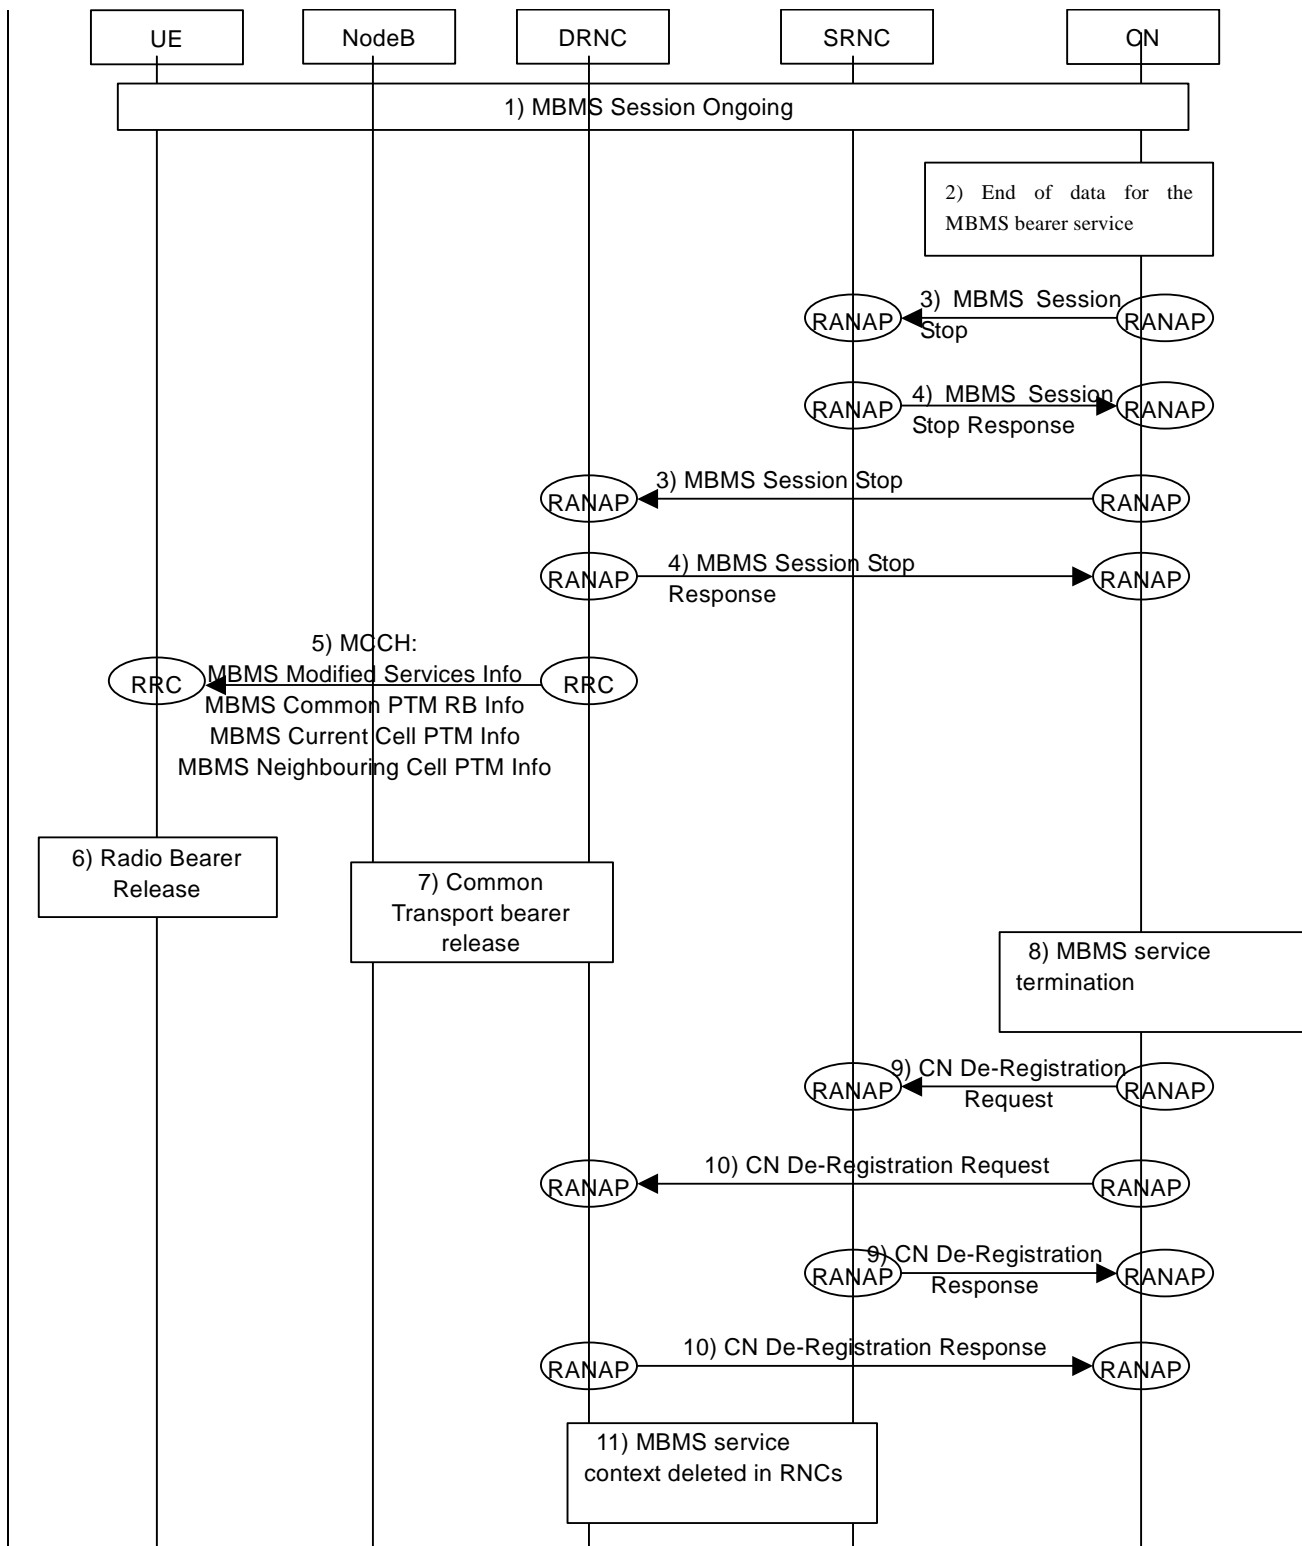 UE NodeB DRNC SRNC CN
1) MBMS Session Ongoing
2) End of data for the
MBMS bearer service
3) MBMS Session
RANAP RANAP
Stop
4) MBMS Session
RANAP RANAP
Stop Response
3) MBMS Session Stop
RANAP RANAP
4) MBMS Session Stop
RANAP RANAP
Response
5) MCCH:
RRC MBMS Modified Services Info RRC
MBMS Common PTM RB Info
MBMS Current Cell PTM Info
MBMS Neighbouring Cell PTM Info
6) Radio Bearer
Release
7) Common
Transport bearer
release
8) MBMS service
termination
9) CN De-Registration
RANAP RANAP
Request
10) CN De-Registration Request
RANAP RANAP
9) CN De-Registration
RANAP RANAP
Response
10) CN De-Registration Response
RANAP RANAP
11) MBMS service
context deleted in RNCs